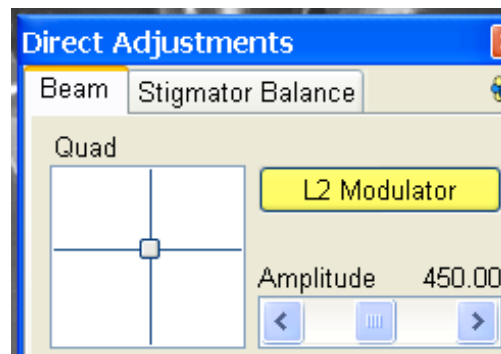 Direct Adjustments
Beam Stigmator Balance
Quad
L2 Modulator
Amplitude 450.00